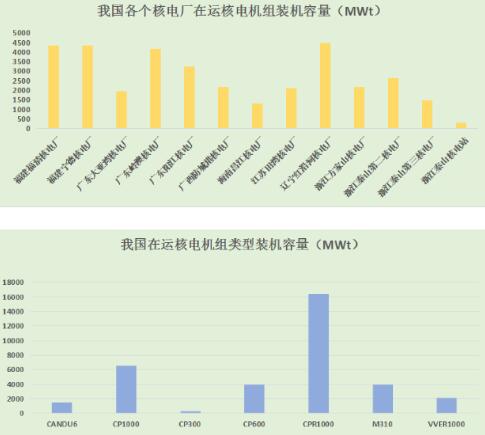 我国各个核电厂在运核电机组装机容量（MWt）
5000
4500
4000
3500
3000
2500
2000
1500
1000
500
0
福建福清核电厂
福建宁德核电厂
广东大亚湾核电厂
广东岭澳核电厂
广东阳江核电厂
广西防城港核电厂
海南昌江核电厂
江苏田湾核电厂
辽宁红沿河核电厂
浙江方家山核电厂
浙江秦山第二核电厂
浙江秦山第三核电厂
浙江秦山核电站
我国在运核电机组类型装机容量（MWt）
18000
16000
14000
12000
10000
8000
6000
4000
2000
0
CANDU6 CP1000 CP300 CP600 CPR1000 M310 VVER1000